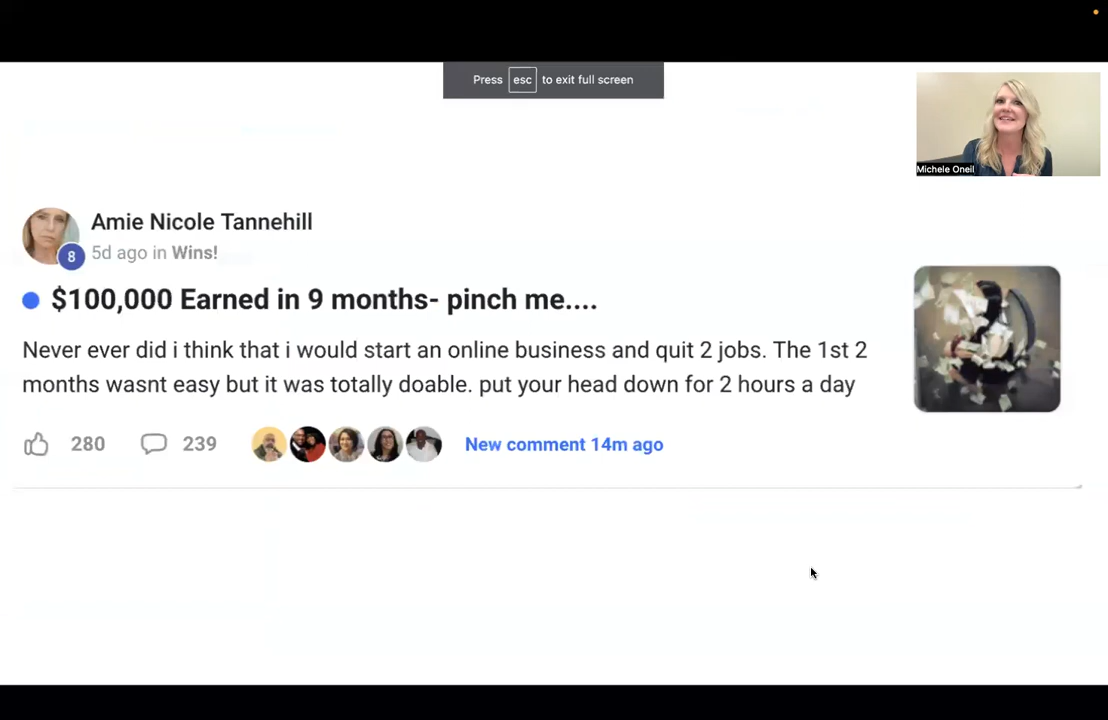 Press esc to exit full screen
Michele Oneil
Amie Nicole Tannehill
8
5d ago in Wins!
$100,000 Earned in 9 months- pinch me....
Never ever did i think that i would start an online business and quit 2 jobs. The 1st 2
months wasnt easy but it was totally doable. put your head down for 2 hours a day
280 239 New comment 14m ago